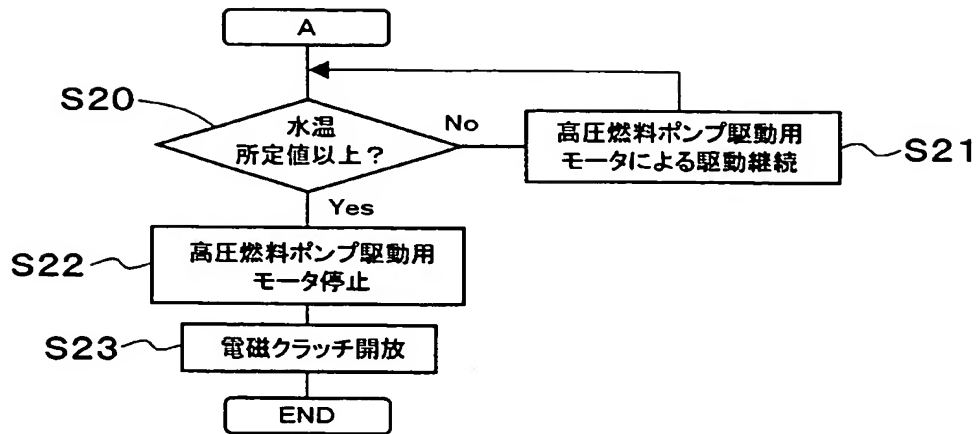 A
S20
水温
所定値以上?
No
高圧燃料ポンプ駆動用
モータによる駆動継続
S21
Yes
S22
高圧燃料ポンプ駆動用
モータ停止
S23
電磁クラッチ開放
END